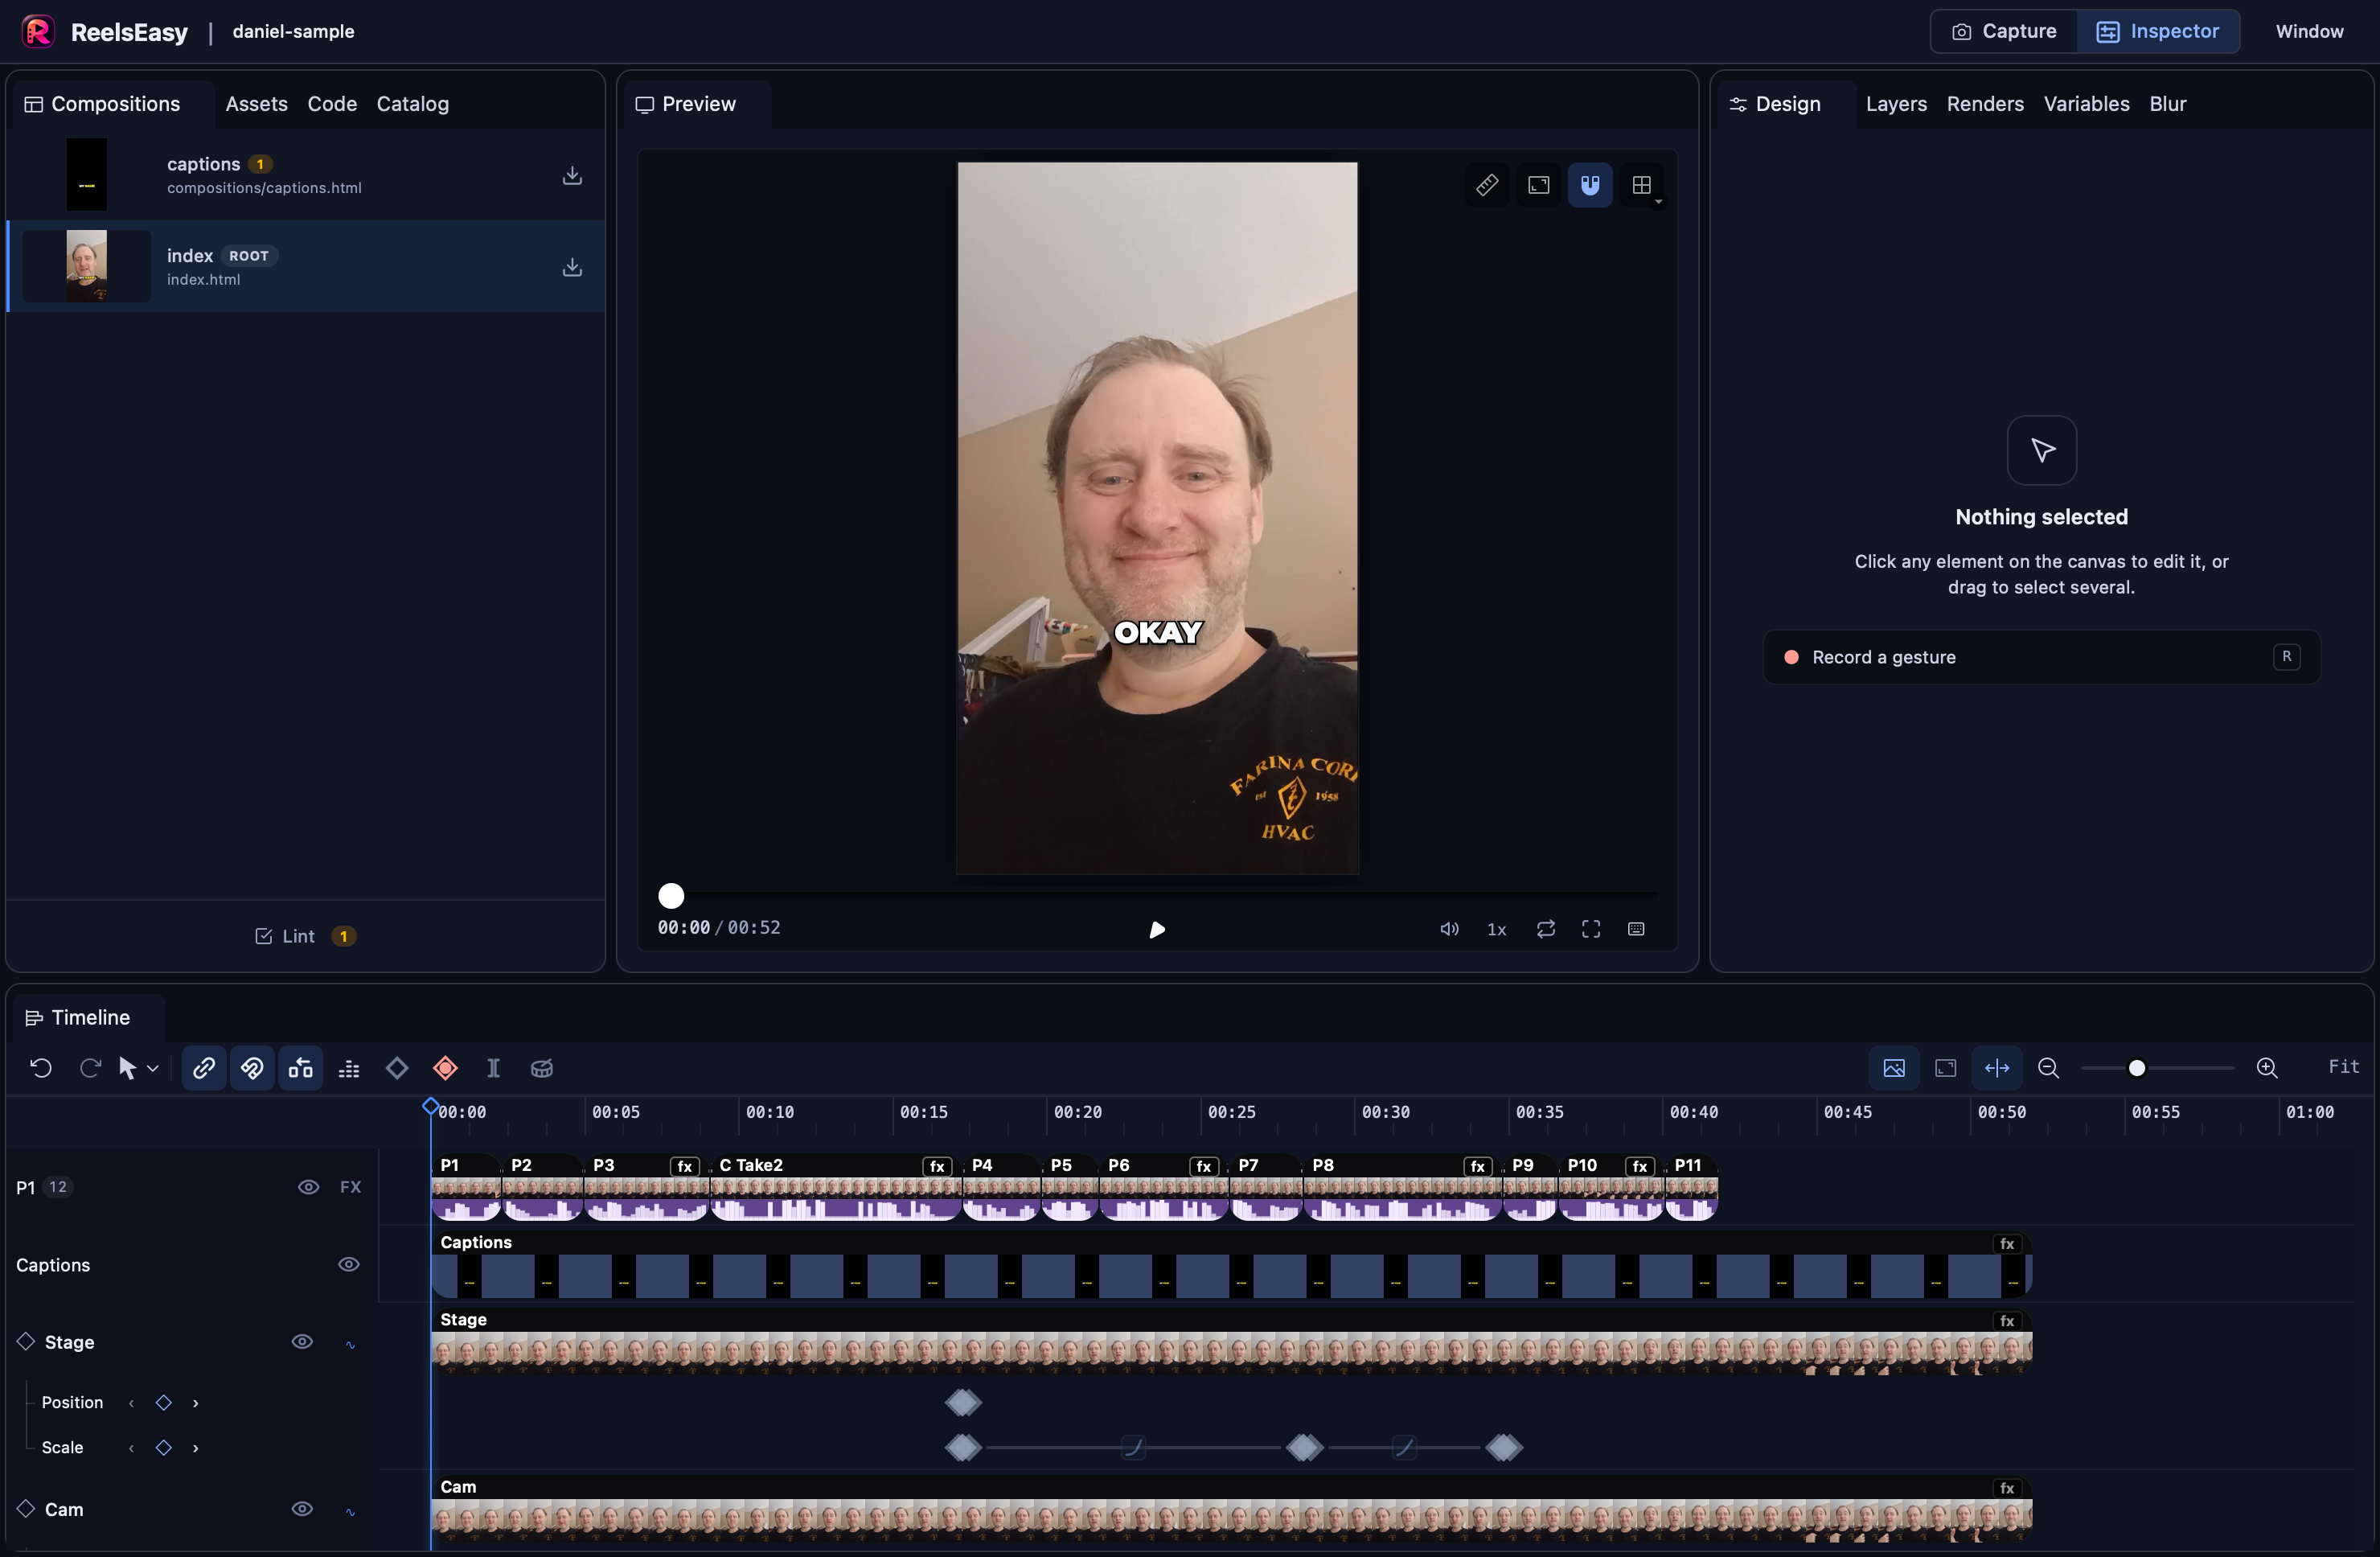 ReelsEasy | daniel-sample
Capture
Inspector
Window
Compositions
Assets
Code
Catalog
captions 1
compositions/captions.html
index ROOT
index.html
Lint 1
Preview
OKAY
FARINA CORP
est 1958
HVAC
00:00 / 00:52
1x
Design
Layers
Renders
Variables
Blur
Nothing selected
Click any element on the canvas to edit it, or
drag to select several.
Record a gesture R
Timeline
Fit
00:00 00:05 00:10 00:15 00:20 00:25 00:30 00:35 00:40 00:45 00:50 00:55 01:00
P1 12 FX
P1 P2 P3 fx C Take2 fx P4 P5 P6 fx P7 P8 fx P9 P10 fx P11
Captions
Captions fx
Stage
Stage fx
Position
Scale
Cam
Cam fx